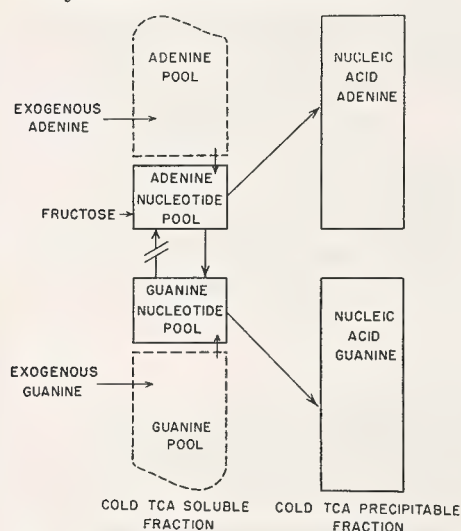 ADENINE
POOL
EXOGENOUS
ADENINE
ADENINE
NUCLEOTIDE
POOL
FRUCTOSE
GUANINE
NUCLEOTIDE
POOL
EXOGENOUS
GUANINE
GUANINE
POOL
NUCLEIC
ACID
ADENINE
NUCLEIC
ACID
GUANINE
COLD TCA SOLUBLE
FRACTION
COLD TCA PRECIPITABLE
FRACTION